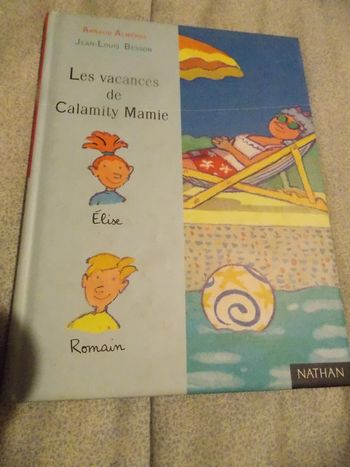 Arnaud Alméras
Jean-Louis Besson
Les vacances
de
Calamity Mamie
Élise
Romain
NATHAN